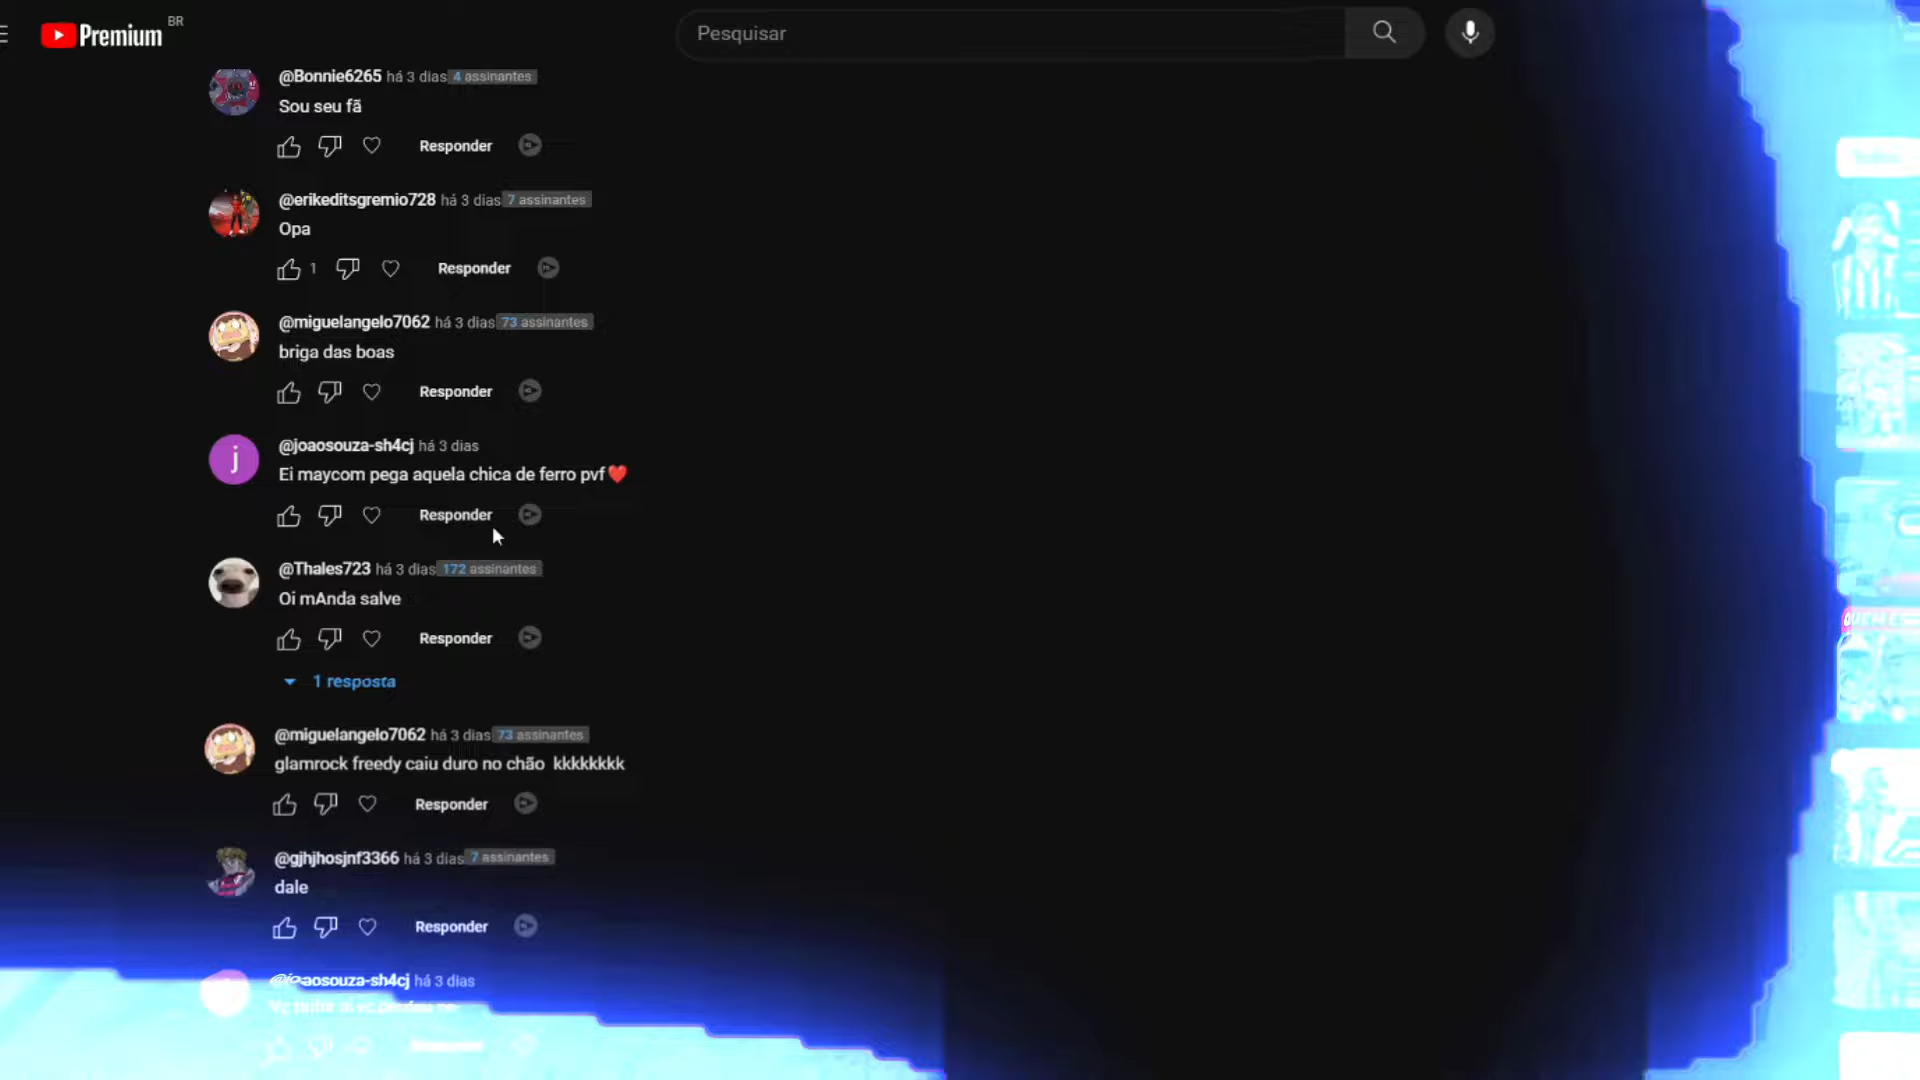 Premium BR
Pesquisar
@Bonnie6265 há 3 dias 4 assinantes
Sou seu fã
Responder
@erikeditsgremio728 há 3 dias 7 assinantes
Opa
1 Responder
@miguelangelo7062 há 3 dias 73 assinantes
briga das boas
Responder
j
@joaosouza-sh4cj há 3 dias
Ei maycom pega aquela chica de ferro pvf❤️
Responder
@Thales723 há 3 dias 172 assinantes
Oi mAnda salve
Responder
1 resposta
@miguelangelo7062 há 3 dias 73 assinantes
glamrock freedy caiu duro no chão kkkkkkkk
Responder
@gjhjhosjnf3366 há 3 dias 7 assinantes
dale
Responder
@joaosouza-sh4cj há 3 dias